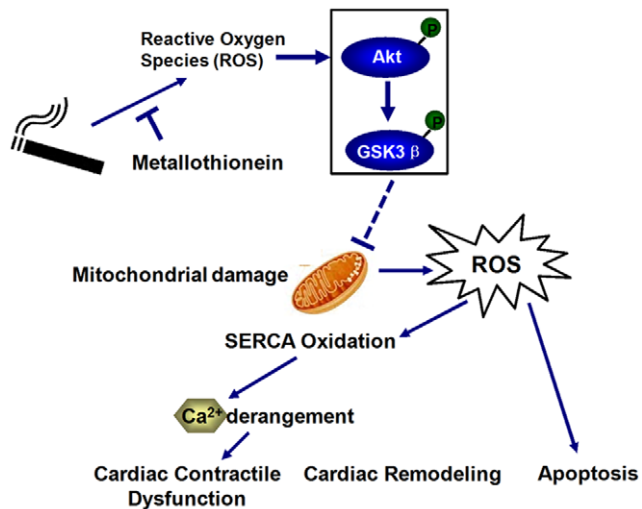 P
Reactive Oxygen
Species (ROS)
Akt
P
GSK3 β
Metallothionein
Mitochondrial damage
ROS
SERCA Oxidation
Ca2+ derangement
Cardiac Contractile
Dysfunction
Cardiac Remodeling
Apoptosis